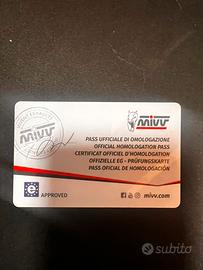 mivv
PASS UFFICIALE DI OMOLOGAZIONE
OFFICIAL HOMOLOGATION PASS
CERTIFICAT OFFICIEL D'HOMOLOGATION
OFFIZIELLE EG - PRÜFUNGSKARTE
PASS OFICIAL DE HOMOLOGACIÓN
e
APPROVED
mivv.com
subito